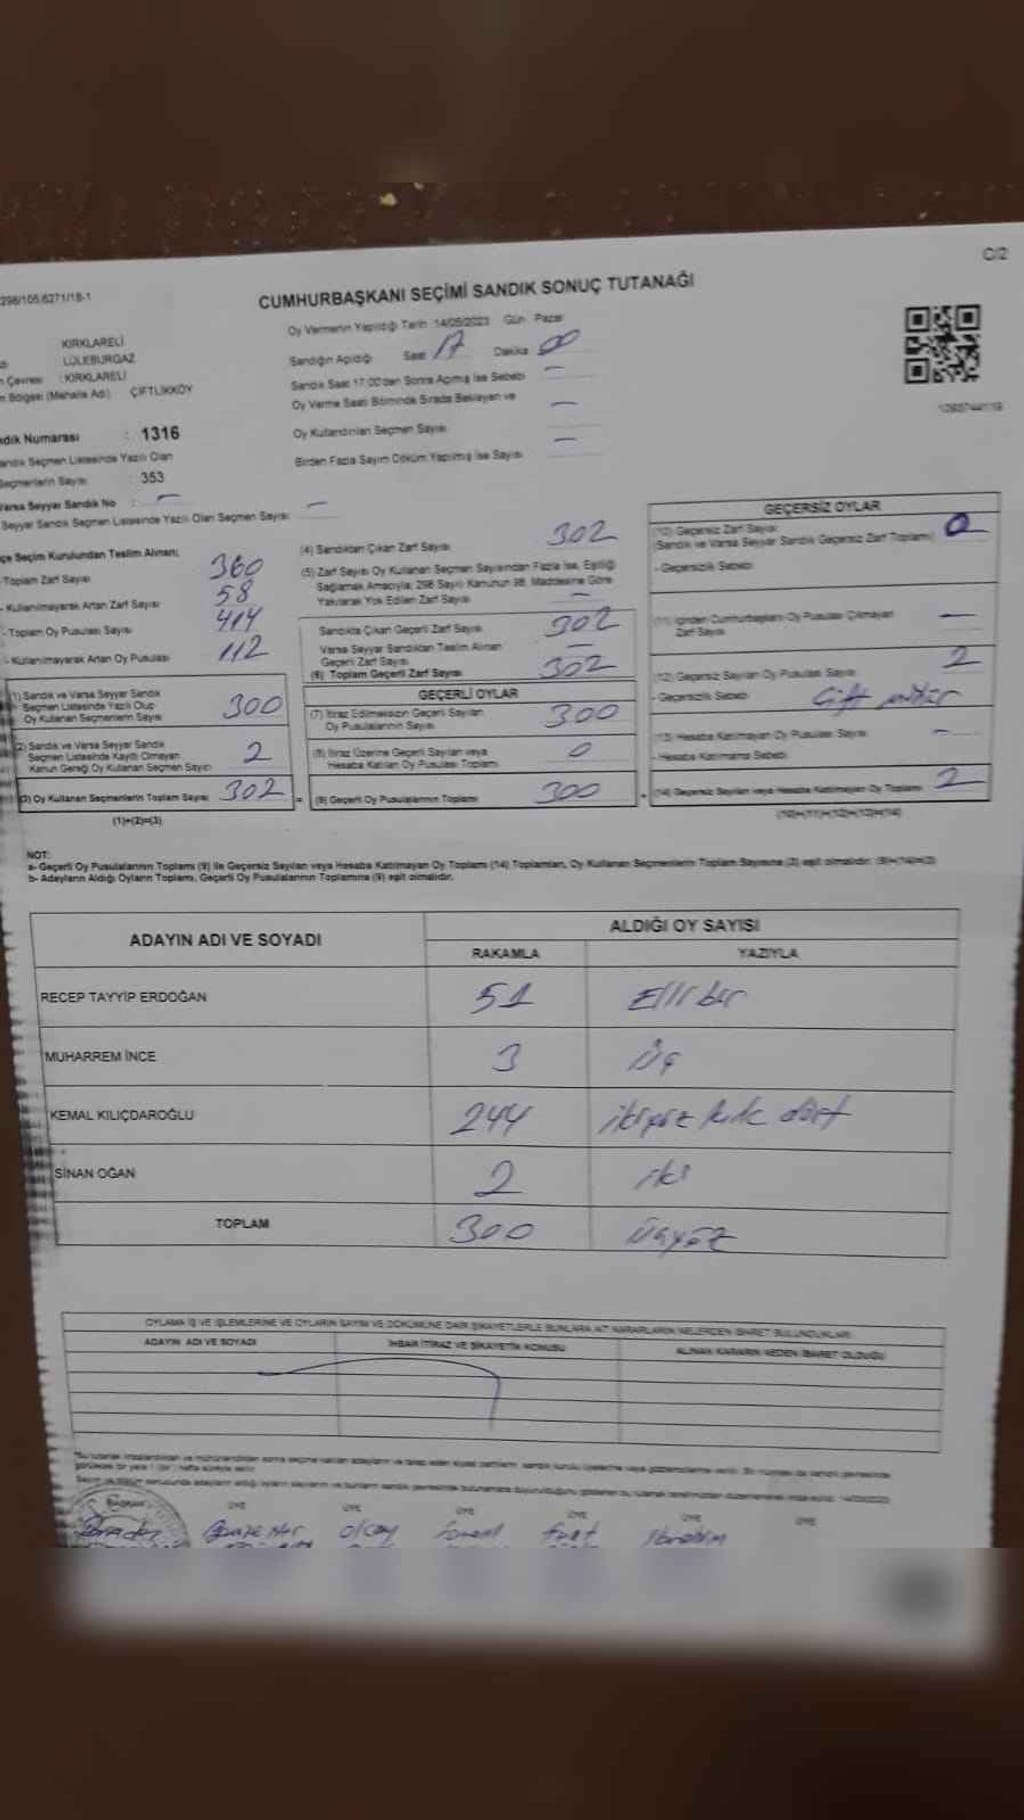 C/2
298/105.6271/18-1
CUMHURBAŞKANI SEÇİMİ SANDIK SONUÇ TUTANAĞI
Oy Vermenin Yapıldığı Tarih :14/05/2023 Gün : Pazar
KIRKLARELİ
LÜLEBURGAZ
n Çevresi : KIRKLARELİ
n Bölgesi (Mahalle Adı) ÇİFTLİKKÖY
Sandığın Açıldığı Saat 17 Dakika 00
Sandık Saat 17.00'den Sonra Açılmış İse Sebebi —
Oy Verme Saati Bitiminde Sırada Bekleyen ve
Oy Kullandırılan Seçmen Sayısı —
Birden Fazla Sayım Döküm Yapılmış İse Sayısı —
ndık Numarası : 1316
andık Seçmen Listesinde Yazılı Olan
Seçmenlerin Sayısı : 353
Varsa Seyyar Sandık No : —
Seyyar Sandık Seçmen Listesinde Yazılı Olan Seçmen Sayısı: —
çe Seçim Kurulundan Teslim Alınan;
- Toplam Zarf Sayısı 360
- Kullanılmayarak Artan Zarf Sayısı 58
- Toplam Oy Pusulası Sayısı 414
- Kullanılmayarak Artan Oy Pusulası 112
(1) Sandık ve Varsa Seyyar Sandık
Seçmen Listesinde Yazılı Olup
Oy Kullanan Seçmenlerin Sayısı 300
(2) Sandık ve Varsa Seyyar Sandık
Seçmen Listesinde Kayıtlı Olmayan
Kanun Gereği Oy Kullanan Seçmen Sayısı 2
(3) Oy Kullanan Seçmenlerin Toplam Sayısı 302
(1)+(2)=(3)
(4) Sandıktan Çıkan Zarf Sayısı 302
(5) Zarf Sayısı Oy Kullanan Seçmen Sayısından Fazla İse, Eşitliği
Sağlamak Amacıyla, 298 Sayılı Kanunun 98. Maddesine Göre
Yakılarak Yok Edilen Zarf Sayısı —
Sandıkta Çıkan Geçerli Zarf Sayısı 302
Varsa Seyyar Sandıktan Teslim Alınan
Geçerli Zarf Sayısı —
(6) Toplam Geçerli Zarf Sayısı 302
GEÇERLİ OYLAR
(7) İtiraz Edilmeksizin Geçerli Sayılan
Oy Pusulalarının Sayısı 300
(8) İtiraz Üzerine Geçerli Sayılan veya
Hesaba Katılan Oy Pusulası Toplamı 0
(9) Geçerli Oy Pusulalarının Toplamı 300
GEÇERSİZ OYLAR
(10) Geçersiz Zarf Sayısı
(Sandık ve Varsa Seyyar Sandık Geçersiz Zarf Toplamı) 0
- Geçersizlik Sebebi
(11) İçinden Cumhurbaşkanı Oy Pusulası Çıkmayan
Zarf Sayısı —
(12) Geçersiz Sayılan Oy Pusulası Sayısı 2
- Geçersizlik Sebebi Çift mühür
(13) Hesaba Katılmayan Oy Pusulası Sayısı —
- Hesaba Katılmama Sebebi
(14) Geçersiz Sayılan veya Hesaba Katılmayan Oy Toplamı 2
(10)+(11)+(12)+(13)=(14)
NOT:
a- Geçerli Oy Pusulalarının Toplamı (9) ile Geçersiz Sayılan veya Hesaba Katılmayan Oy Toplamı (14) Toplamları, Oy Kullanan Seçmenlerin Toplam Sayısına (3) eşit olmalıdır. (9)+(14)=(3)
b- Adayların Aldığı Oyların Toplamı, Geçerli Oy Pusulalarının Toplamına (9) eşit olmalıdır.
ADAYIN ADI VE SOYADI ALDIĞI OY SAYISI
RAKAMLA YAZIYLA
RECEP TAYYİP ERDOĞAN 51 Elli bir
MUHARREM İNCE 3 Üç
KEMAL KILIÇDAROĞLU 244 ikiyüz kırk dört
SİNAN OĞAN 2 iki
TOPLAM 300 Üçyüz
OYLAMA İŞ VE İŞLEMLERİNE VE OYLARIN SAYIM VE DÖKÜMÜNE DAİR ŞİKAYETLERLE BUNLARA AİT KARARLARIN NELERDEN İBARET BULUNDUKLARI
ADAYIN ADI VE SOYADI İHBAR İTİRAZ VE ŞİKAYETİN KONUSU ALINAN KARARIN NEDEN İBARET OLDUĞU
BAŞKAN ÜYE ÜYE ÜYE ÜYE ÜYE ÜYE
Olcay Fuat İbrahim